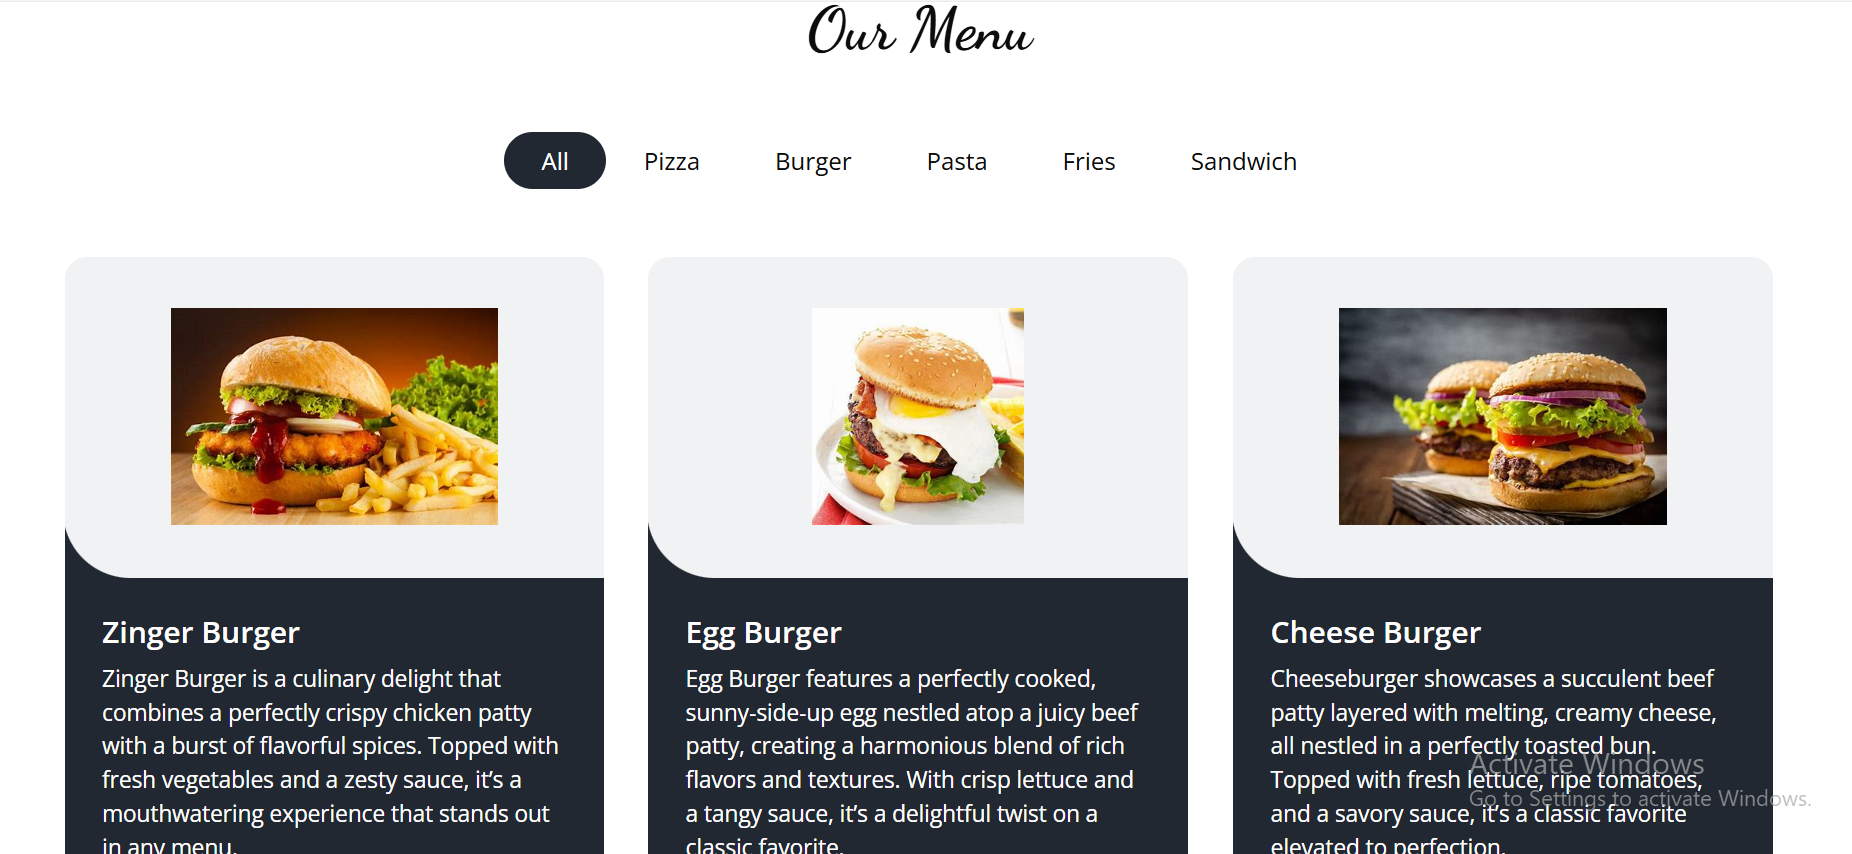 Our Menu
All Pizza Burger Pasta Fries Sandwich
Zinger Burger
Zinger Burger is a culinary delight that
combines a perfectly crispy chicken patty
with a burst of flavorful spices. Topped with
fresh vegetables and a zesty sauce, it’s a
mouthwatering experience that stands out
in any menu.
Egg Burger
Egg Burger features a perfectly cooked,
sunny-side-up egg nestled atop a juicy beef
patty, creating a harmonious blend of rich
flavors and textures. With crisp lettuce and
a tangy sauce, it’s a delightful twist on a
classic favorite.
Cheese Burger
Cheeseburger showcases a succulent beef
patty layered with melting, creamy cheese,
all nestled in a perfectly toasted bun.
Topped with fresh lettuce, ripe tomatoes,
and a savory sauce, it’s a classic favorite
elevated to perfection.
Activate Windows
Go to Settings to activate Windows.